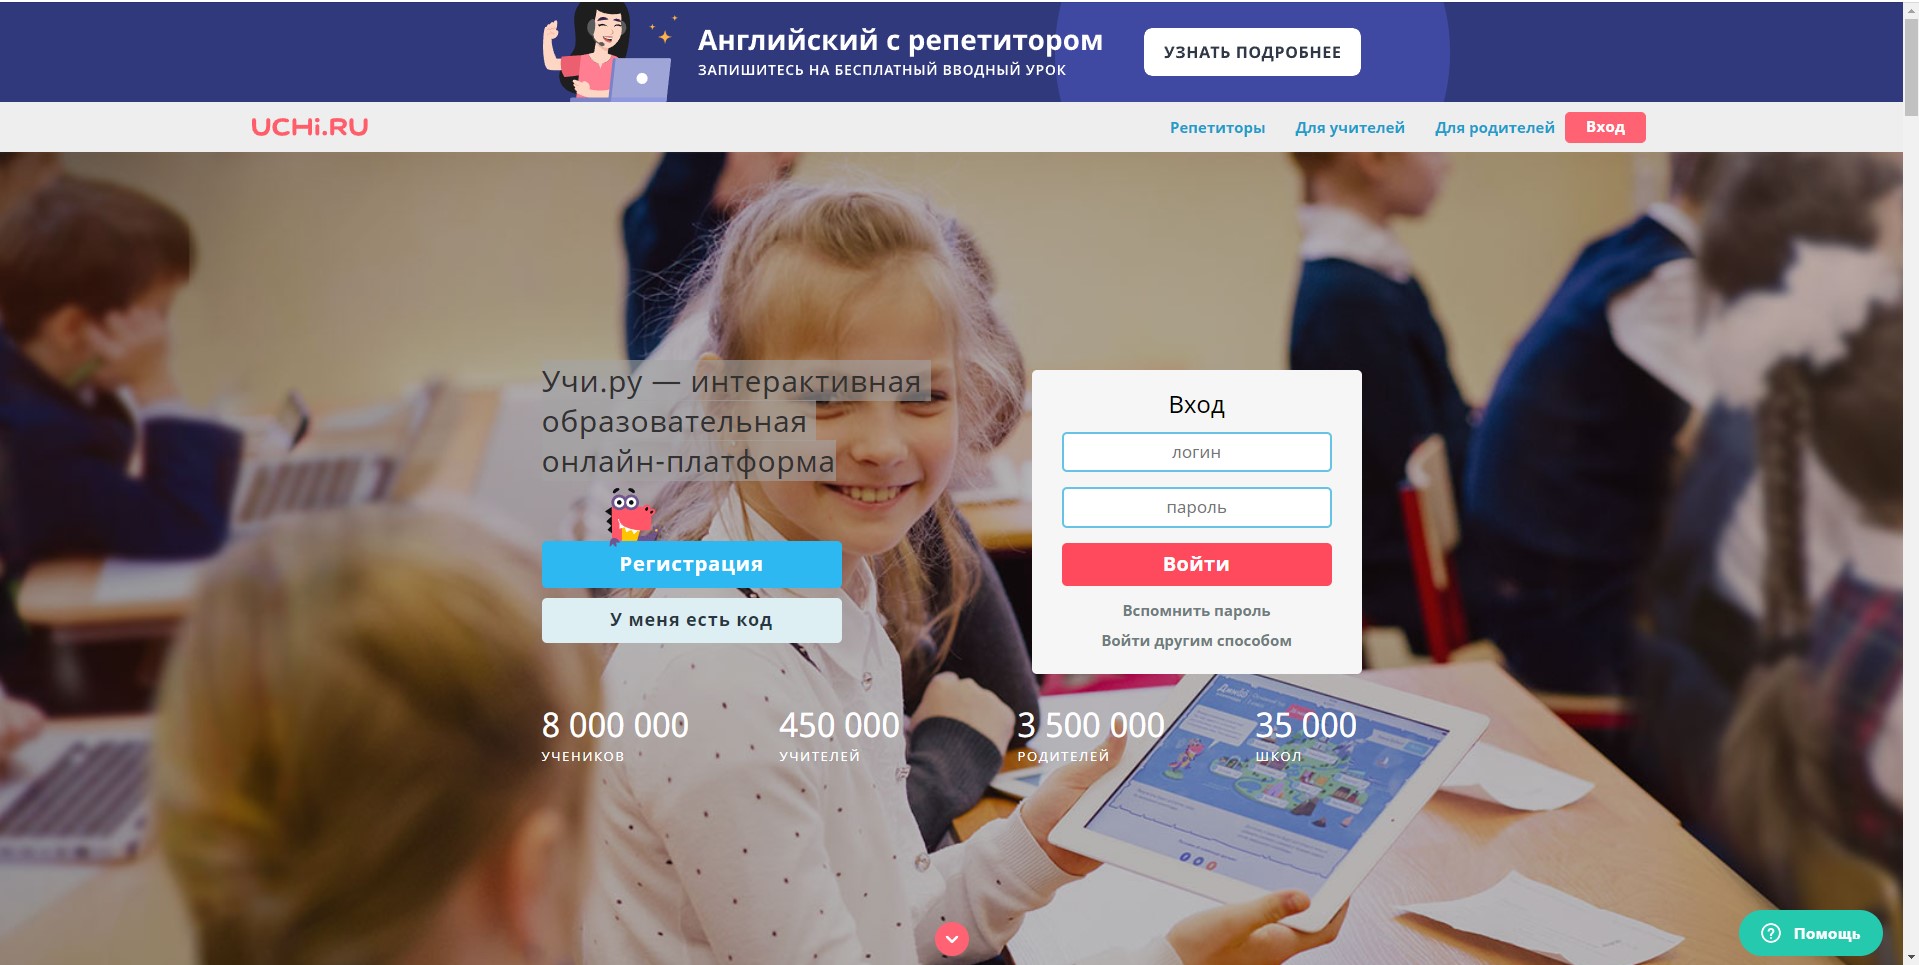 Английский с репетитором
ЗАПИШИТЕСЬ НА БЕСПЛАТНЫЙ ВВОДНЫЙ УРОК
УЗНАТЬ ПОДРОБНЕЕ
UCHi.RU
Репетиторы
Для учителей
Для родителей
Вход
Учи.ру — интерактивная
образовательная
онлайн-платформа
Регистрация
У меня есть код
Вход
логин
пароль
Войти
Вспомнить пароль
Войти другим способом
8 000 000
УЧЕНИКОВ
450 000
УЧИТЕЛЕЙ
3 500 000
РОДИТЕЛЕЙ
35 000
ШКОЛ
Помощь